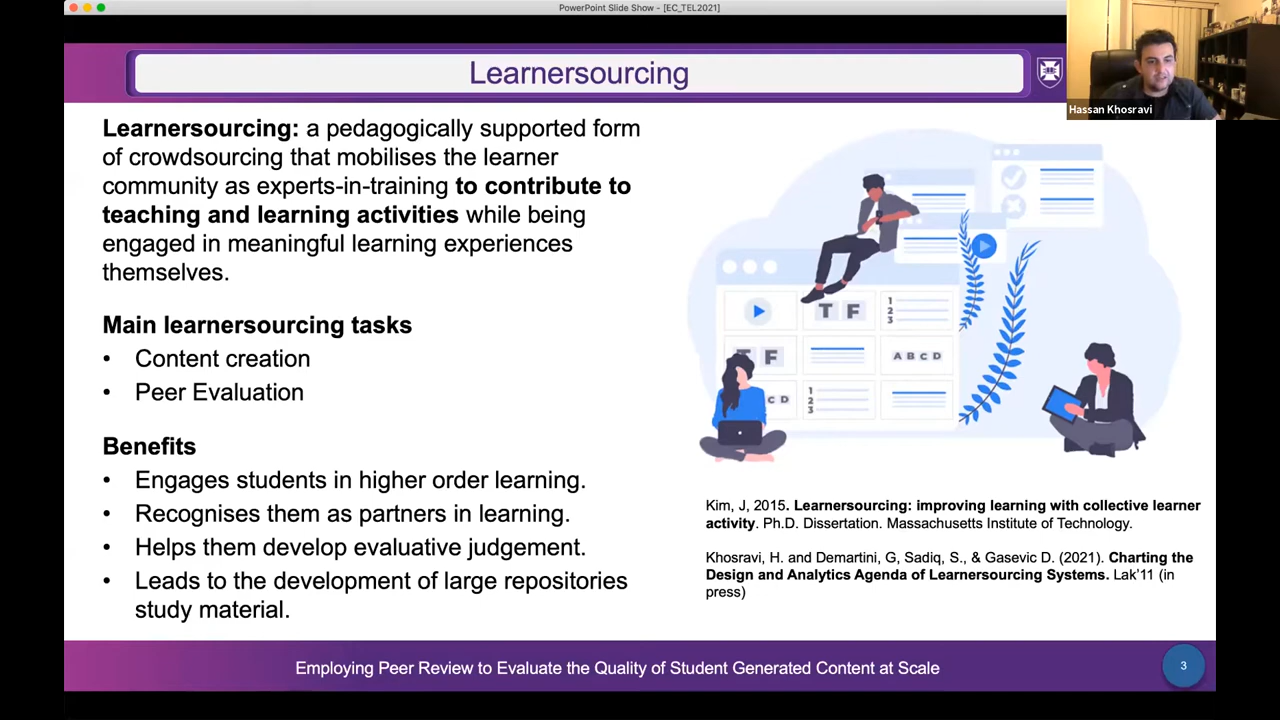 PowerPoint Slide Show - [EC_TEL2021]
Learnersourcing
Hassan Khosravi
Learnersourcing: a pedagogically supported form
of crowdsourcing that mobilises the learner
community as experts-in-training to contribute to
teaching and learning activities while being
engaged in meaningful learning experiences
themselves.
Main learnersourcing tasks
• Content creation
• Peer Evaluation
Benefits
• Engages students in higher order learning.
• Recognises them as partners in learning.
• Helps them develop evaluative judgement.
• Leads to the development of large repositories
study material.
T F
1
2
3
T F
A B C D
C D
1
2
3
Kim, J, 2015. Learnersourcing: improving learning with collective learner
activity. Ph.D. Dissertation. Massachusetts Institute of Technology.
Khosravi, H. and Demartini, G, Sadiq, S., & Gasevic D. (2021). Charting the
Design and Analytics Agenda of Learnersourcing Systems. Lak'11 (in
press)
Employing Peer Review to Evaluate the Quality of Student Generated Content at Scale
3